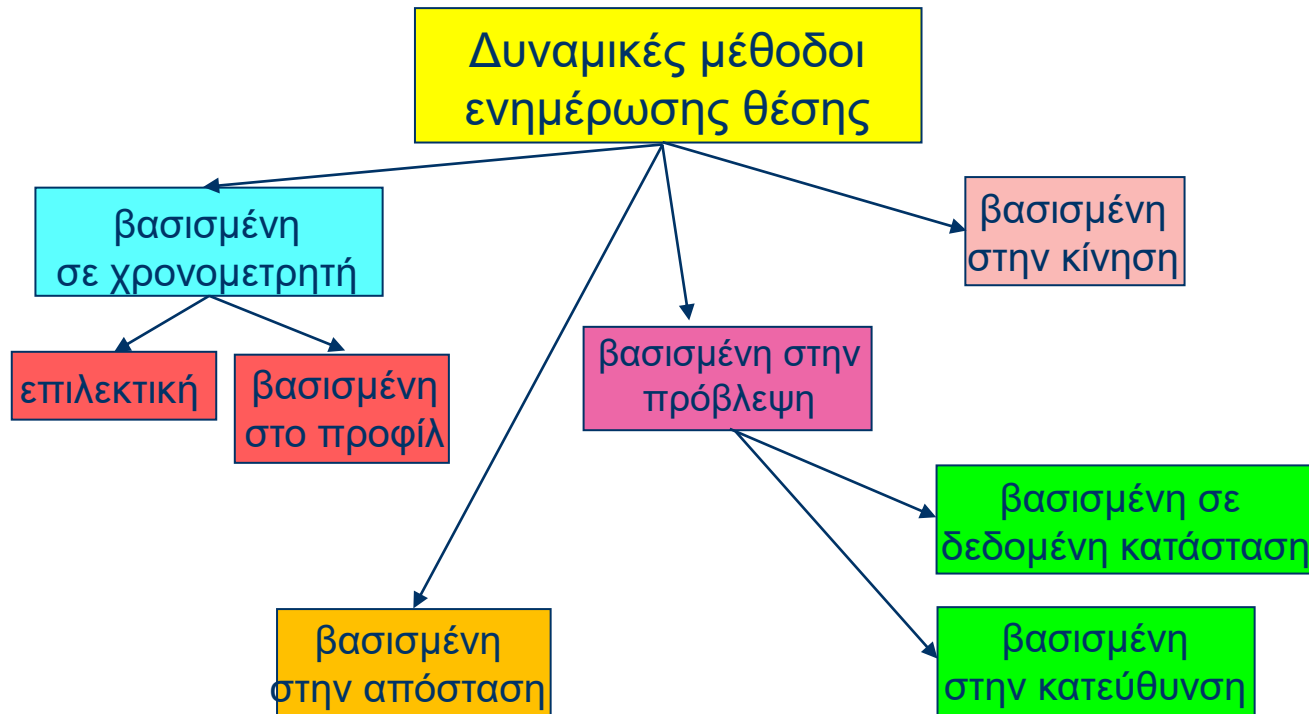 Δυναμικές μέθοδοι
ενημέρωσης θέσης
βασισμένη
σε χρονομετρητή
βασισμένη
στην κίνηση
επιλεκτική
βασισμένη
στο προφίλ
βασισμένη στην
πρόβλεψη
βασισμένη σε
δεδομένη κατάσταση
βασισμένη
στην απόσταση
βασισμένη
στην κατεύθυνση